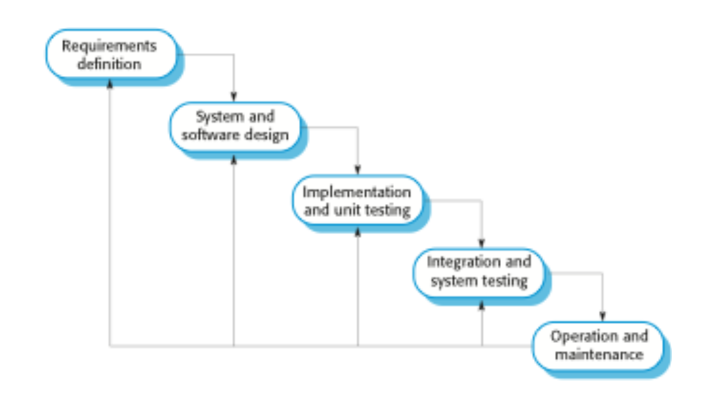 Requirements
definition
System and
software design
Implementation
and unit testing
Integration and
system testing
Operation and
maintenance